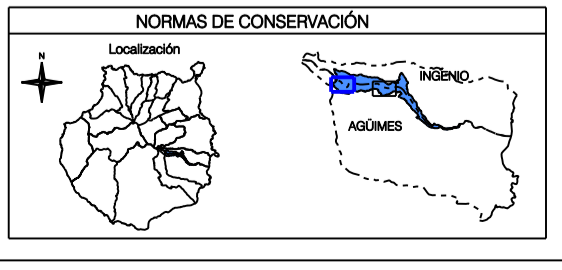 NORMAS DE CONSERVACIÓN
Localización
N
INGENIO
AGÜIMES